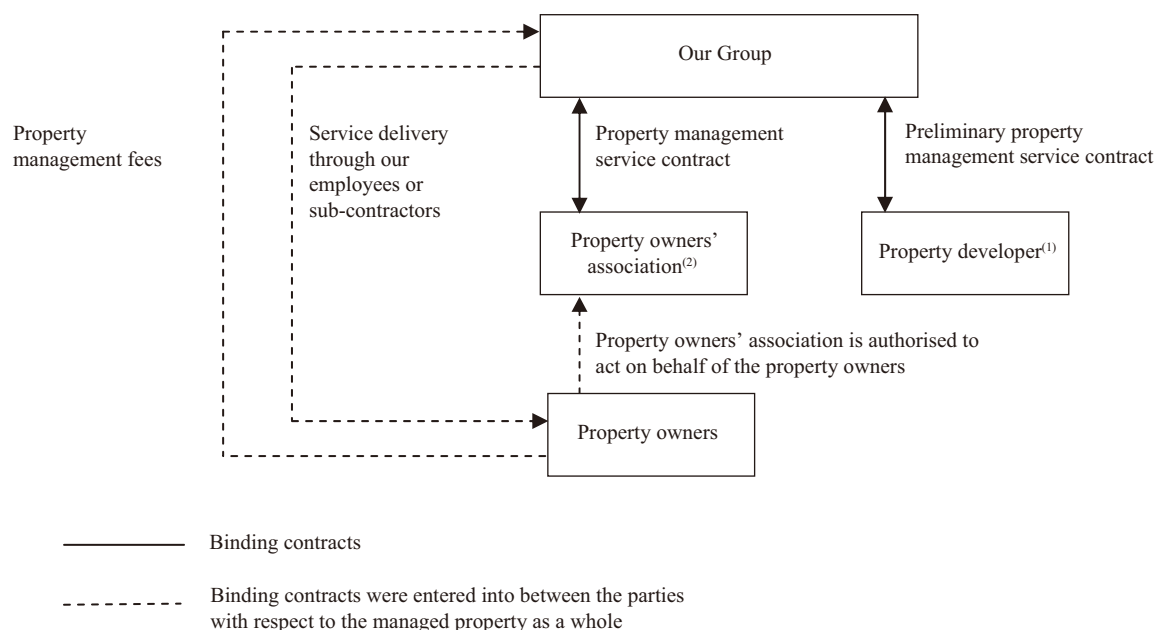 Our Group
Property
management fees
Service delivery
through our
employees or
sub-contractors
Property management
service contract
Preliminary property
management service contract
Property owners’
association(2)
Property developer(1)
Property owners’ association is authorised to
act on behalf of the property owners
Property owners
Binding contracts
Binding contracts were entered into between the parties
with respect to the managed property as a whole